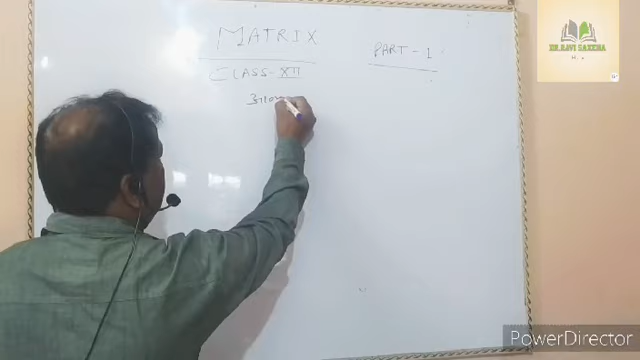 MATRIX
PART - 1
CLASS - XII
DR.RAVI SAXENA
PowerDirector